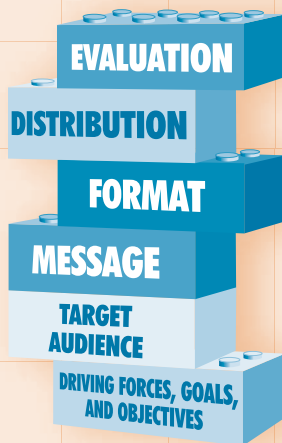 EVALUATION
DISTRIBUTION
FORMAT
MESSAGE
TARGET
AUDIENCE
DRIVING FORCES, GOALS,
AND OBJECTIVES